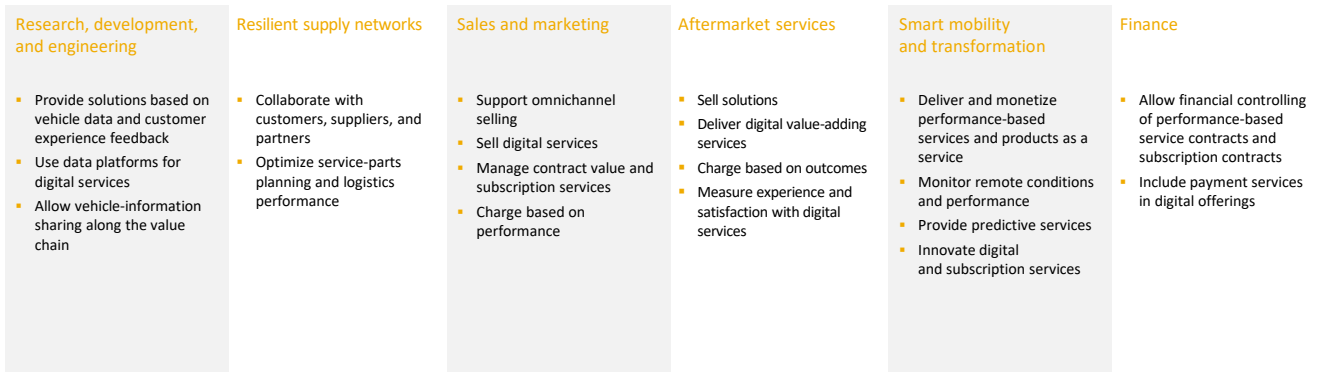 Research, development,
and engineering
▪ Provide solutions based on
vehicle data and customer
experience feedback
▪ Use data platforms for
digital services
▪ Allow vehicle-information
sharing along the value
chain
Resilient supply networks
▪ Collaborate with
customers, suppliers, and
partners
▪ Optimize service-parts
planning and logistics
performance
Sales and marketing
▪ Support omnichannel
selling
▪ Sell digital services
▪ Manage contract value and
subscription services
▪ Charge based on
performance
Aftermarket services
▪ Sell solutions
▪ Deliver digital value-adding
services
▪ Charge based on outcomes
▪ Measure experience and
satisfaction with digital
services
Smart mobility
and transformation
▪ Deliver and monetize
performance-based
services and products as a
service
▪ Monitor remote conditions
and performance
▪ Provide predictive services
▪ Innovate digital
and subscription services
Finance
▪ Allow financial controlling
of performance-based
service contracts and
subscription contracts
▪ Include payment services
in digital offerings